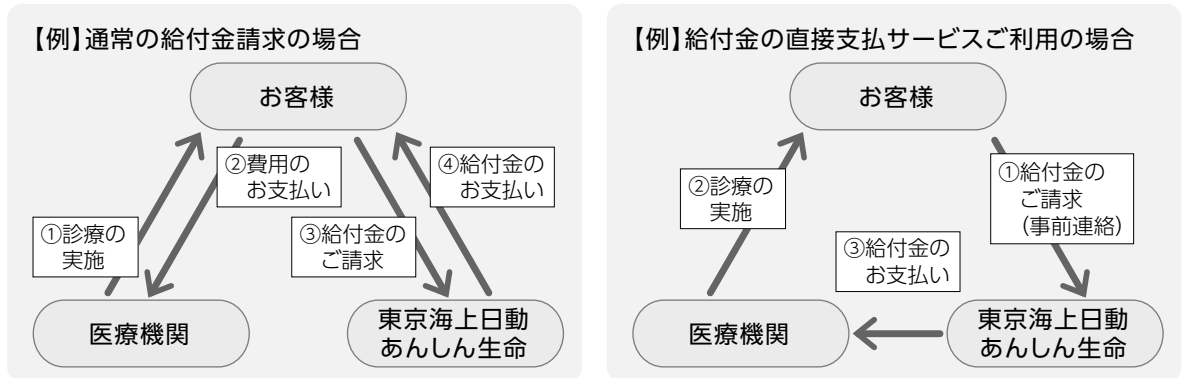 【例】通常の給付金請求の場合
お客様
②費用の
お支払い
④給付金の
お支払い
①診療の
実施
③給付金の
ご請求
医療機関
東京海上日動
あんしん生命
【例】給付金の直接支払サービスご利用の場合
お客様
②診療の
実施
①給付金の
ご請求
（事前連絡）
③給付金の
お支払い
医療機関
東京海上日動
あんしん生命